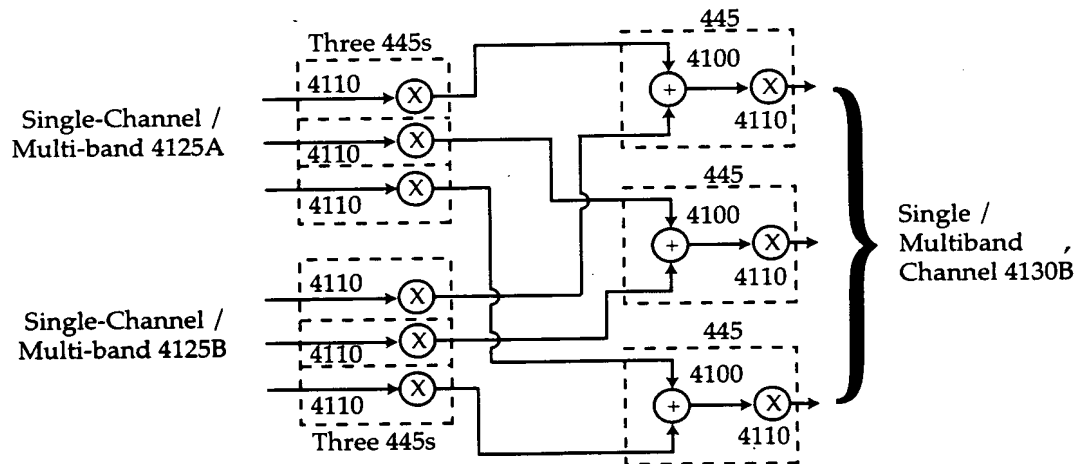 445
Three 445s
4100
4110
X
+
X
Single-Channel /
Multi-band 4125A
4110
X
4110
445
4110
X
4100
Single /
Multiband
Channel 4130B
+
X
4110
4110
X
Single-Channel /
Multi-band 4125B
4110
X
445
4110
X
4100
4110
+
X
Three 445s
4110